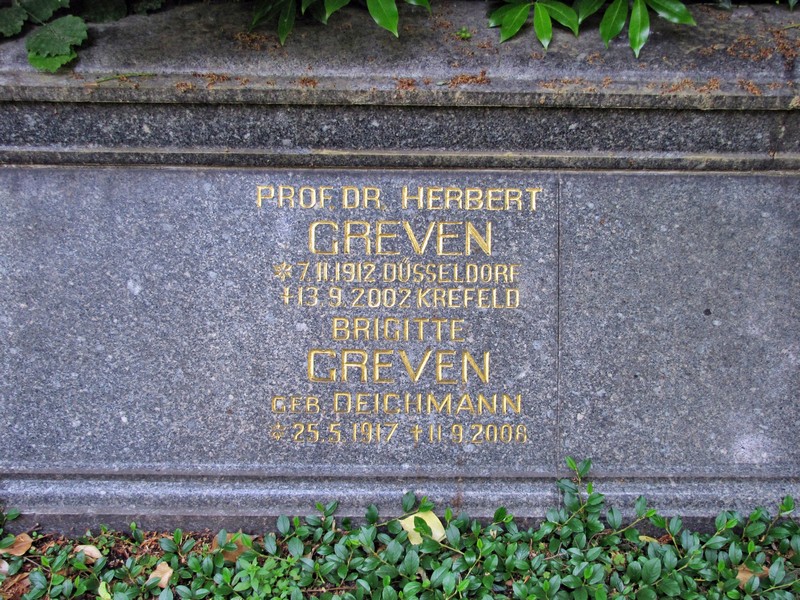 PROF. DR. HERBERT
GREVEN
* 7.11.1912 DÜSSELDORF
† 13.9.2002 KREFELD
BRIGITTE
GREVEN
GEB. DEICHMANN
* 25.5.1917 † 11.9.2006